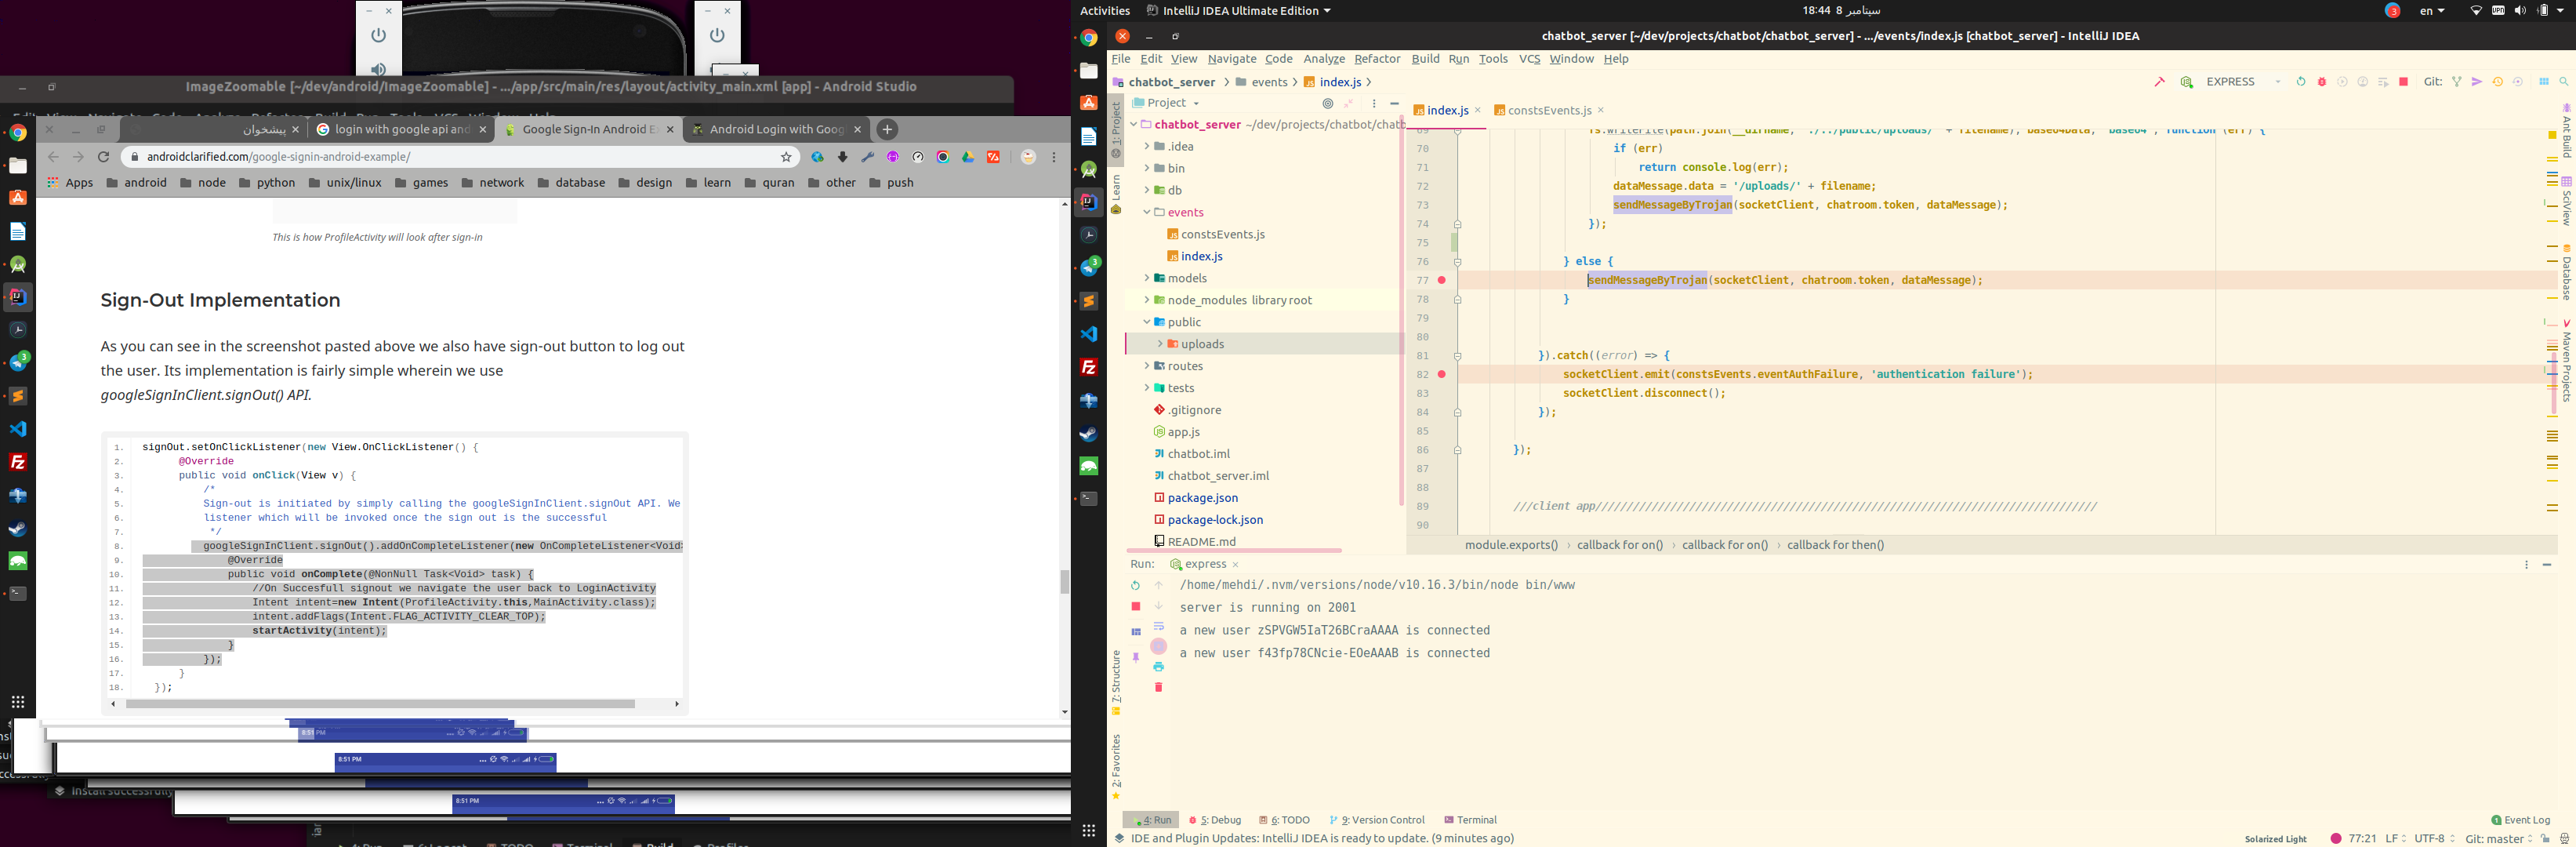 ImageZoomable [~/dev/android/ImageZoomable] - .../app/src/main/res/layout/activity_main.xml [app] - Android Studio
پیشخوان
login with google api and
Google Sign-In Android Ex
Android Login with Goog
androidclarified.com/google-signin-android-example/
Apps android node python unix/linux games network database design learn quran other push
This is how ProfileActivity will look after sign-in
Sign-Out Implementation
As you can see in the screenshot pasted above we also have sign-out button to log out
the user. Its implementation is fairly simple wherein we use
googleSignInClient.signOut() API.
1. signOut.setOnClickListener(new View.OnClickListener() {
2. @Override
3. public void onClick(View v) {
4. /*
5. Sign-out is initiated by simply calling the googleSignInClient.signOut API. We
6. listener which will be invoked once the sign out is the successful
7. */
8. googleSignInClient.signOut().addOnCompleteListener(new OnCompleteListener<Void>
9. @Override
10. public void onComplete(@NonNull Task<Void> task) {
11. //On Succesfull signout we navigate the user back to LoginActivity
12. Intent intent=new Intent(ProfileActivity.this,MainActivity.class);
13. intent.addFlags(Intent.FLAG_ACTIVITY_CLEAR_TOP);
14. startActivity(intent);
15. }
16. });
17. }
18. });
8:51 PM
8:51 PM
Install successfully
8:51 PM
Activities IntelliJ IDEA Ultimate Edition
18:44 سپتامبر 8
3
en
chatbot_server [~/dev/projects/chatbot/chatbot_server] - .../events/index.js [chatbot_server] - IntelliJ IDEA
File Edit View Navigate Code Analyze Refactor Build Run Tools VCS Window Help
chatbot_server events index.js
EXPRESS
Git:
1: Project
Learn
7: Structure
2: Favorites
Project
chatbot_server ~/dev/projects/chatbot/chatb
.idea
bin
db
events
constsEvents.js
index.js
models
node_modules library root
public
uploads
routes
tests
.gitignore
app.js
chatbot.iml
chatbot_server.iml
package.json
package-lock.json
README.md
index.js
constsEvents.js
69 fs.writeFile(path.join(__dirname, './../public/uploads/' + filename), base64Data, 'base64', function (err) {
70 if (err)
71 return console.log(err);
72 dataMessage.data = '/uploads/' + filename;
73 sendMessageByTrojan(socketClient, chatroom.token, dataMessage);
74 });
75
76 } else {
77 sendMessageByTrojan(socketClient, chatroom.token, dataMessage);
78 }
79
80
81 }).catch((error) => {
82 socketClient.emit(constsEvents.eventAuthFailure, 'authentication failure');
83 socketClient.disconnect();
84 });
85
86 });
87
88
89 ///client app////////////////////////////////////////////////////////////////////////////////
90
module.exports() callback for on() callback for on() callback for then()
Ant Build
SciView
Database
Maven Projects
Run: express
/home/mehdi/.nvm/versions/node/v10.16.3/bin/node bin/www
server is running on 2001
a new user zSPVGW5IaT26BCraAAAA is connected
a new user f43fp78CNcie-EOeAAAB is connected
4: Run 5: Debug 6: TODO 9: Version Control Terminal
1 Event Log
IDE and Plugin Updates: IntelliJ IDEA is ready to update. (9 minutes ago)
Solarized Light 77:21 LF UTF-8 Git: master